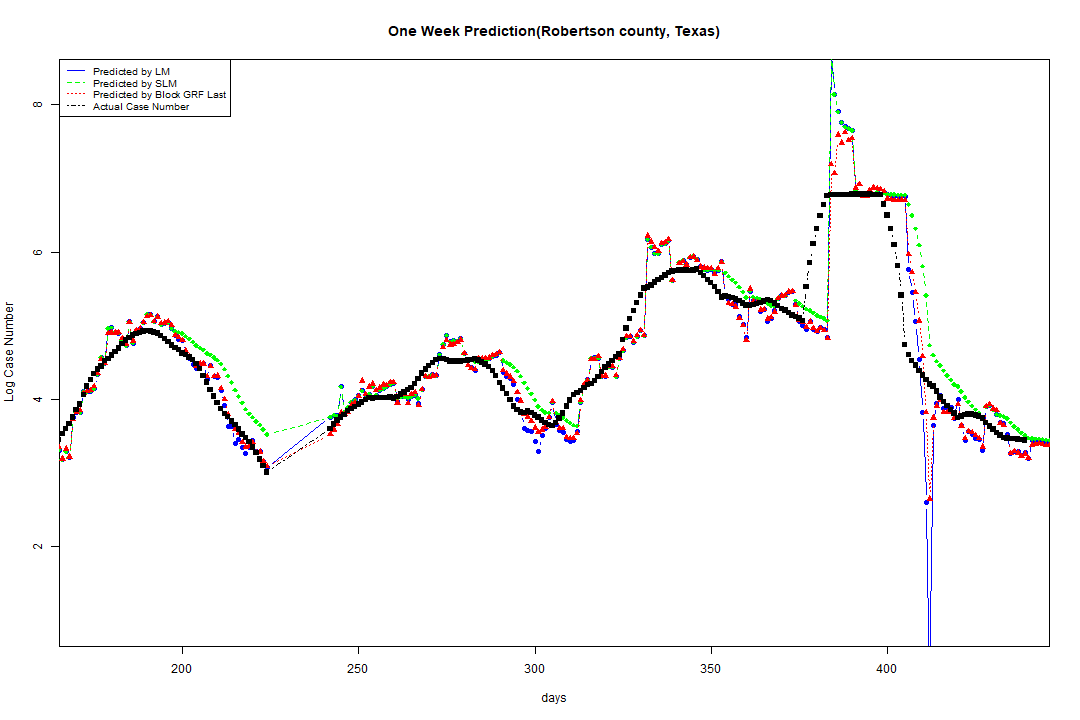 One Week Prediction(Robertson county, Texas)
Predicted by LM
Predicted by SLM
Predicted by Block GRF Last
Actual Case Number
8
6
4
2
Log Case Number
200 250 300 350 400
days